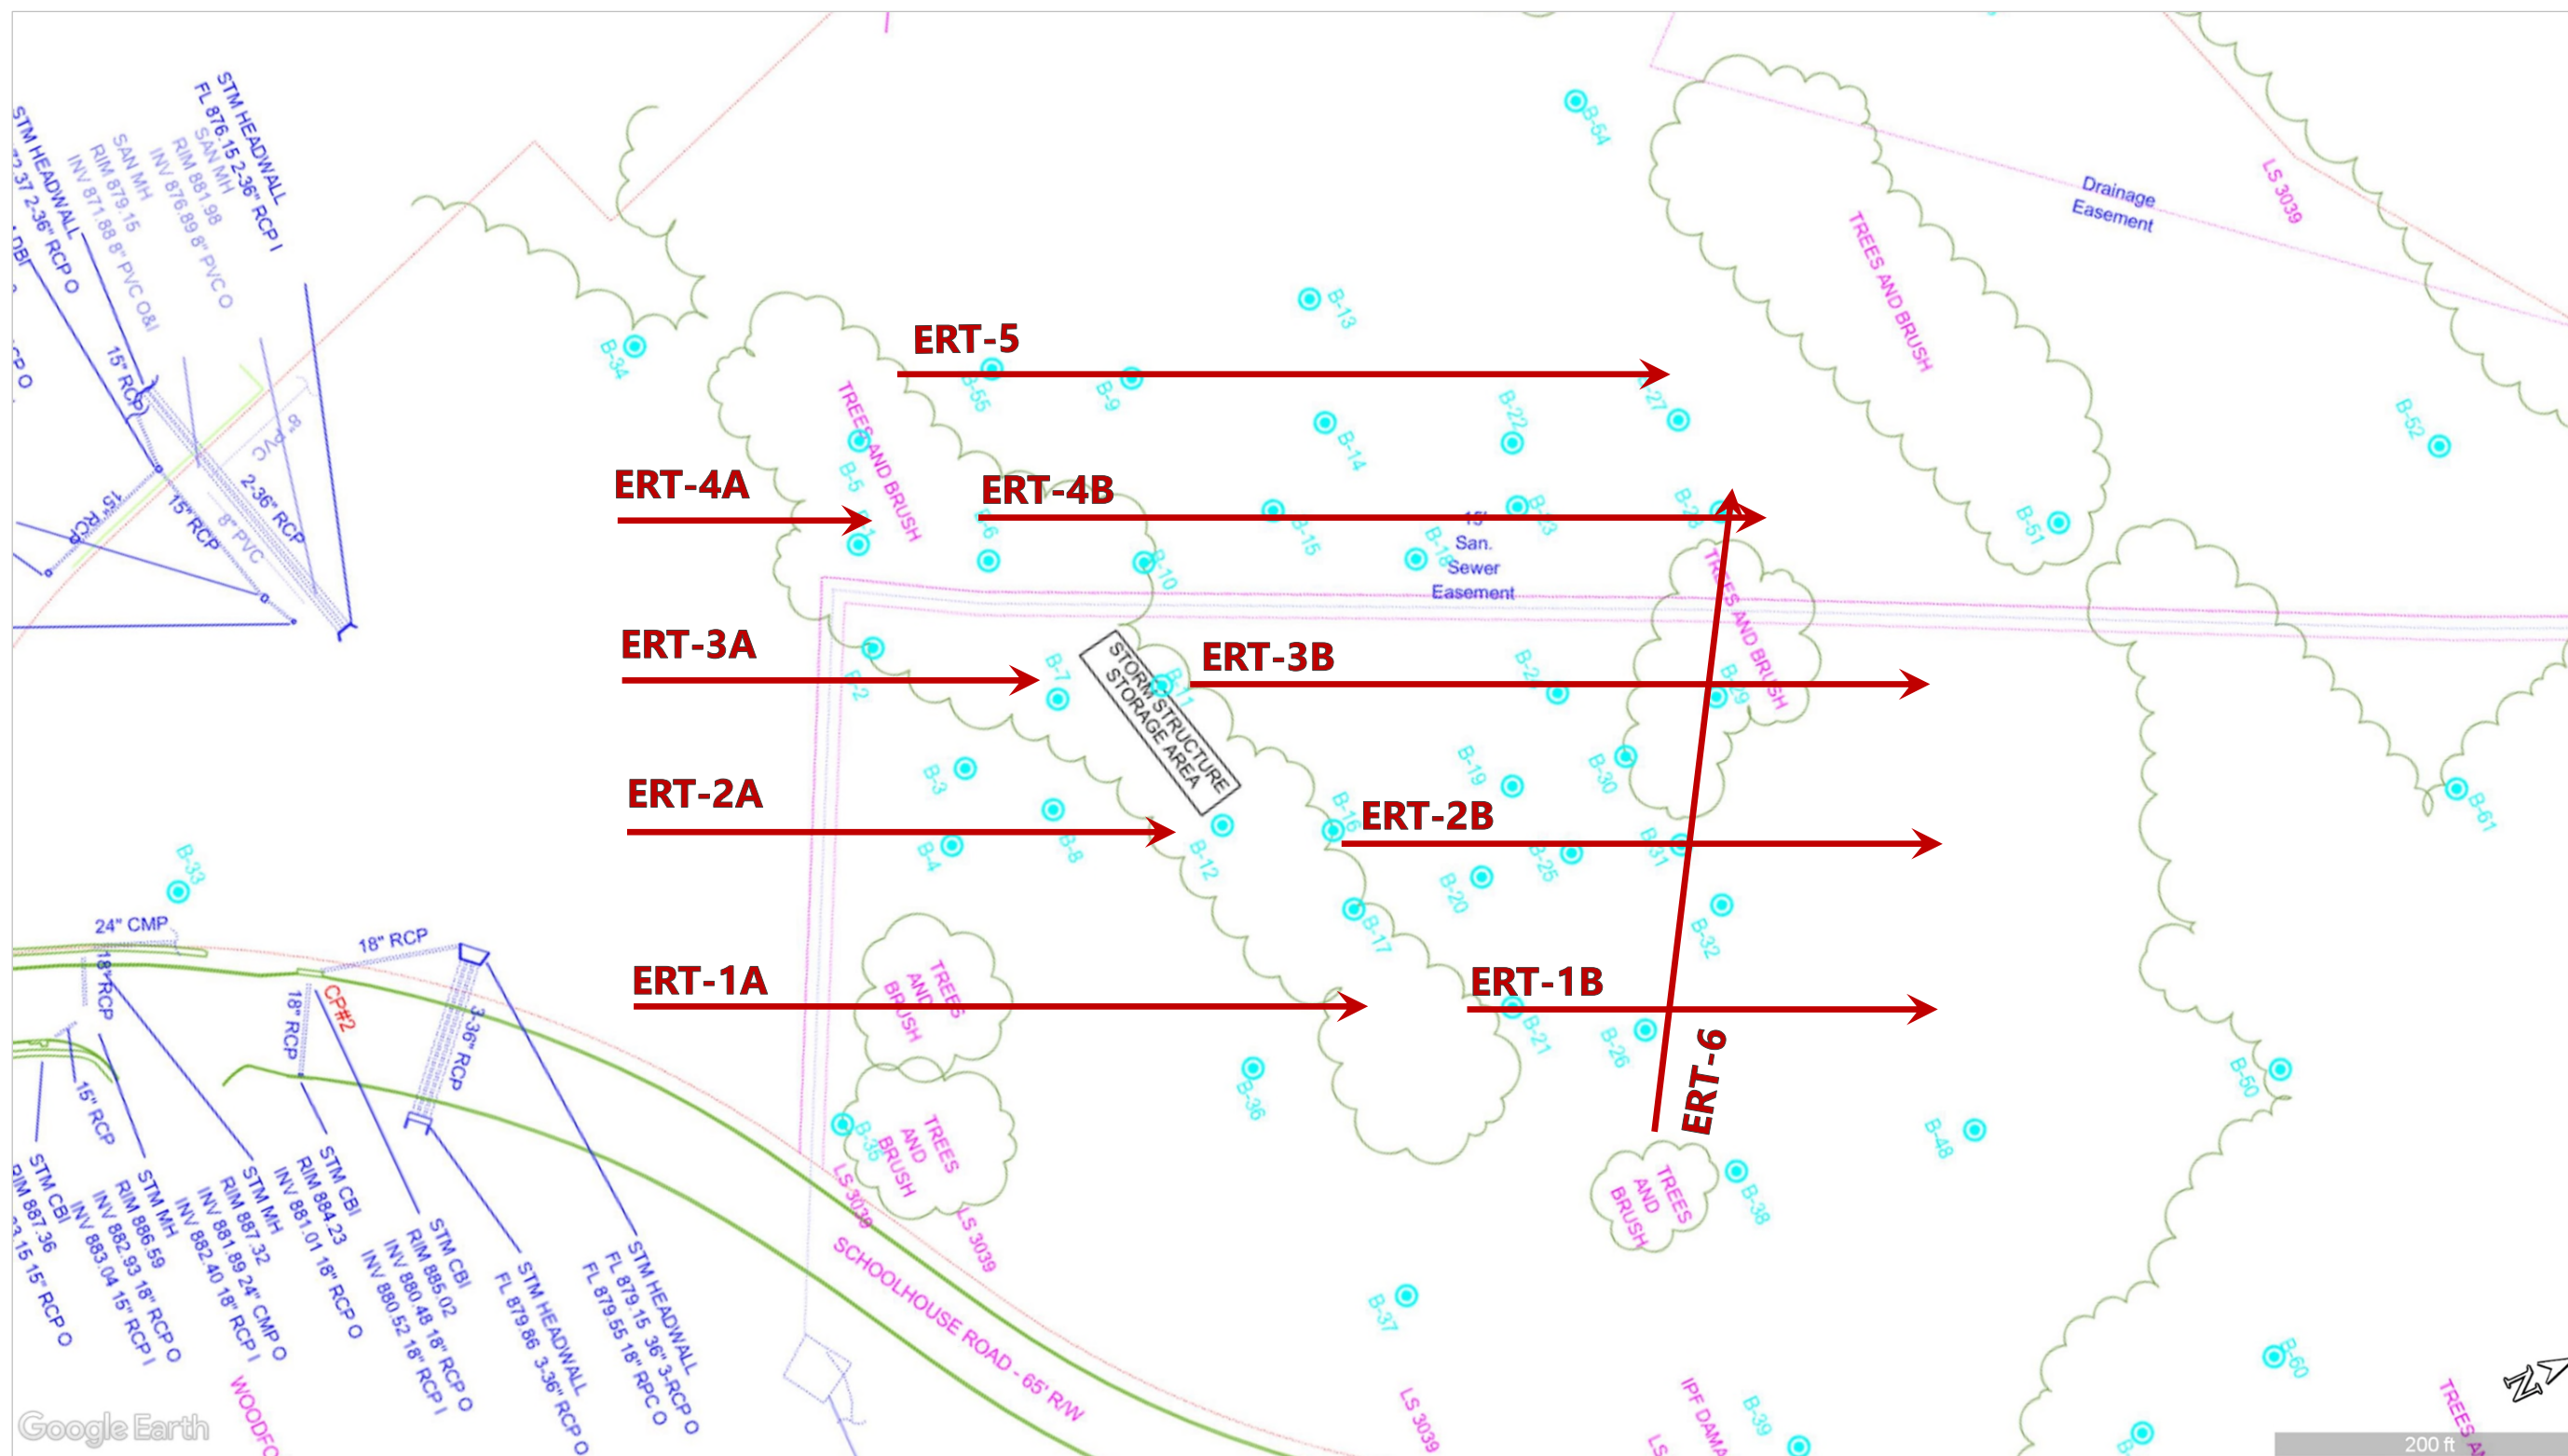 STM HEADWALL
FL 876.15 2-36" RCP I
SAN MH
RIM 881.98
INV 876.89 8" PVC O
SAN MH
RIM 879.15
INV 871.88 8" PVC O&I
STM HEADWALL
2-36" RCP O
15" RCP
8" PVC
2-36" RCP
15" RCP
15" RCP
8" PVC
B-54
LS 3039
Drainage
Easement
TREES AND BRUSH
B-13
B-34
ERT-5
B-55
B-9
B-14
B-22
B-52
TREES AND BRUSH
B-5
ERT-4A
ERT-4B
B-6
B-15
B-18
B-23
B-51
15'
San.
Sewer
Easement
B-10
TREES AND BRUSH
ERT-3A
ERT-3B
B-2
B-7
B-11
B-29
STORM STRUCTURE
STORAGE AREA
B-3
B-19
B-30
B-61
ERT-2A
ERT-2B
B-16
B-4
B-8
B-12
B-25
B-31
B-20
B-33
B-17
B-32
24" CMP
18" RCP
18" RCP
18" RCP
CP#2
3-36" RCP
15" RCP
ERT-1A
ERT-1B
TREES
AND
BRUSH
B-21
B-26
ERT-6
B-36
B-50
B-48
B-35
TREES
AND
BRUSH
LS 3039
LS 3039
TREES
AND
BRUSH
B-38
STM CBI
RIM 887.36
15" RCP O
STM MH
RIM 886.59
INV 882.93 18" RCP O
INV 883.04 15" RCP I
STM MH
RIM 887.32
INV 881.89 24" CMP O
INV 882.40 18" RCP I
STM CBI
RIM 884.23
INV 881.01 18" RCP O
STM CBI
RIM 885.02
INV 880.48 18" RCP O
INV 880.52 18" RCP I
STM HEADWALL
FL 879.86 3-36" RCP O
STM HEADWALL
FL 879.15 36" 3-RCP O
FL 879.55 18" RPC O
SCHOOLHOUSE ROAD - 65' R/W
B-37
B-60
B-39
LS 3039
N
Google Earth
200 ft